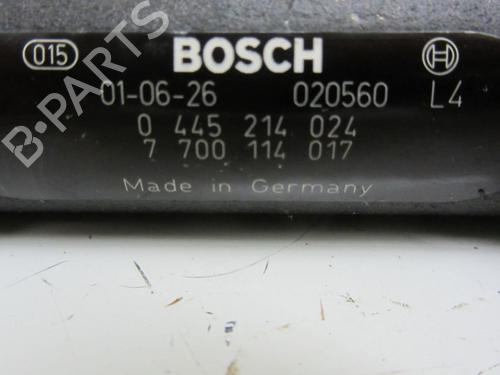 015 BOSCH
01-06-26 020560 L4
0 445 214 024
7 700 114 017
Made in Germany
B-PARTS